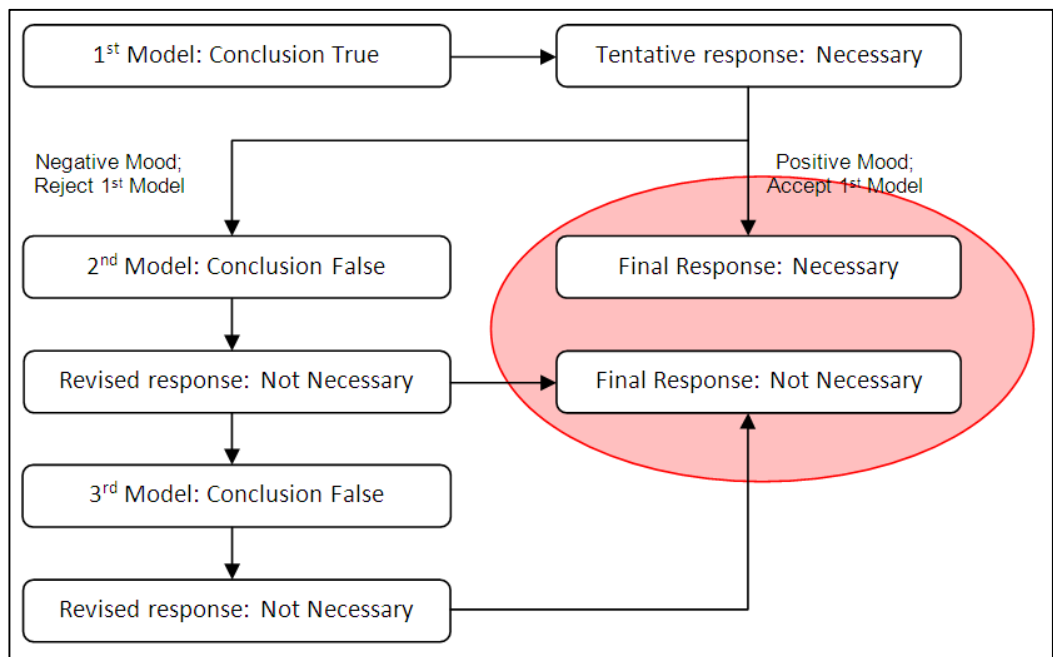 1st Model: Conclusion True
Tentative response: Necessary
Negative Mood;
Reject 1st Model
Positive Mood;
Accept 1st Model
2nd Model: Conclusion False
Final Response: Necessary
Revised response: Not Necessary
Final Response: Not Necessary
3rd Model: Conclusion False
Revised response: Not Necessary